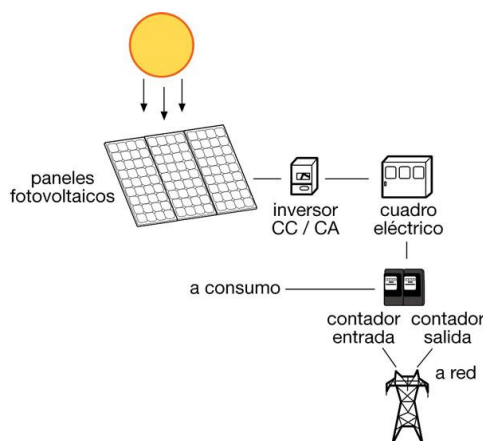 paneles
fotovoltaicos
inversor
CC / CA
cuadro
eléctrico
a consumo
contador
entrada
contador
salida
a red